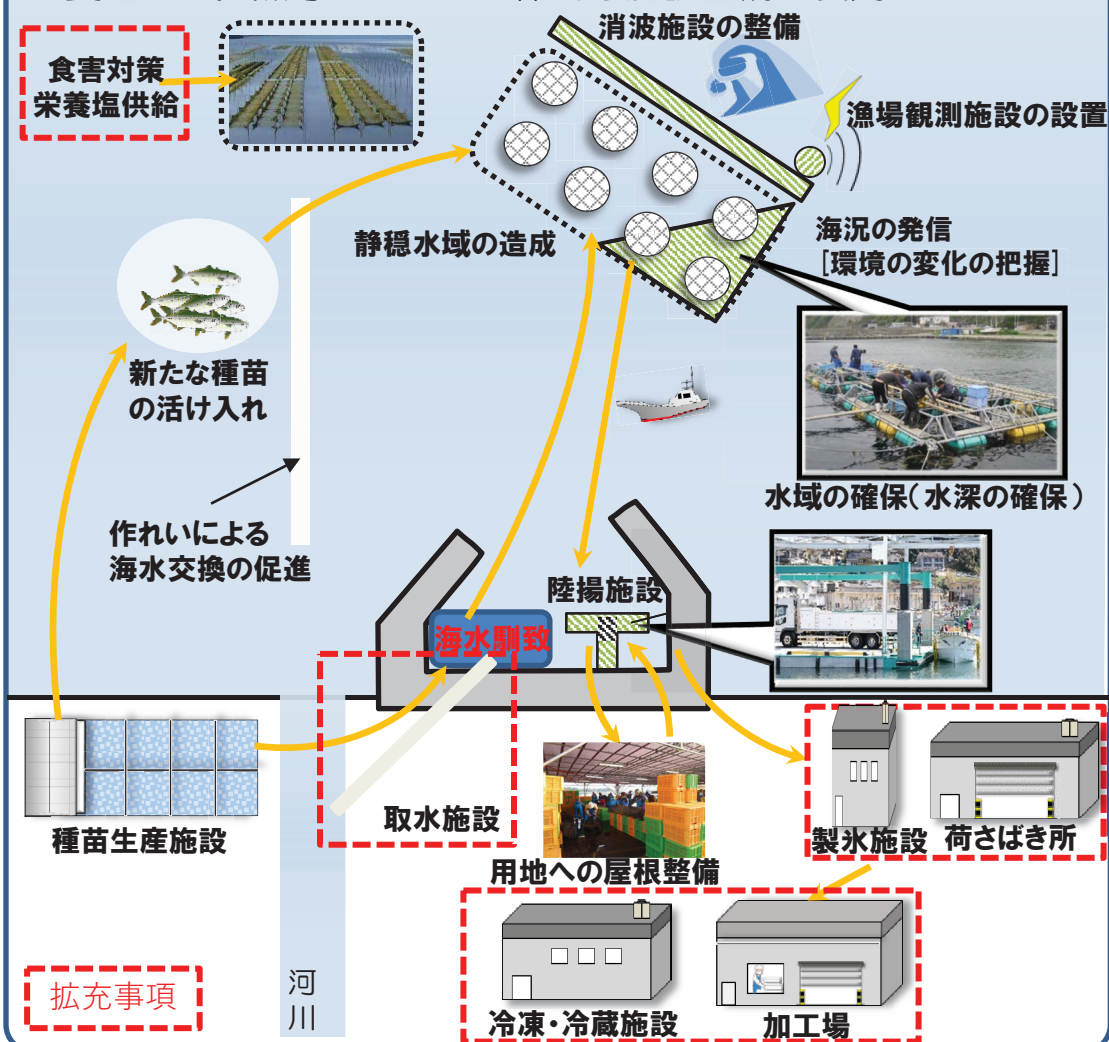 消波施設の整備
食害対策
栄養塩供給
漁場観測施設の設置
静穏水域の造成
海況の発信
[環境の変化の把握]
新たな種苗
の活け入れ
水域の確保(水深の確保)
作れいによる
海水交換の促進
陸揚施設
海水馴致
取水施設
種苗生産施設
製氷施設
荷さばき所
用地への屋根整備
拡充事項
河
川
冷凍・冷蔵施設
加工場